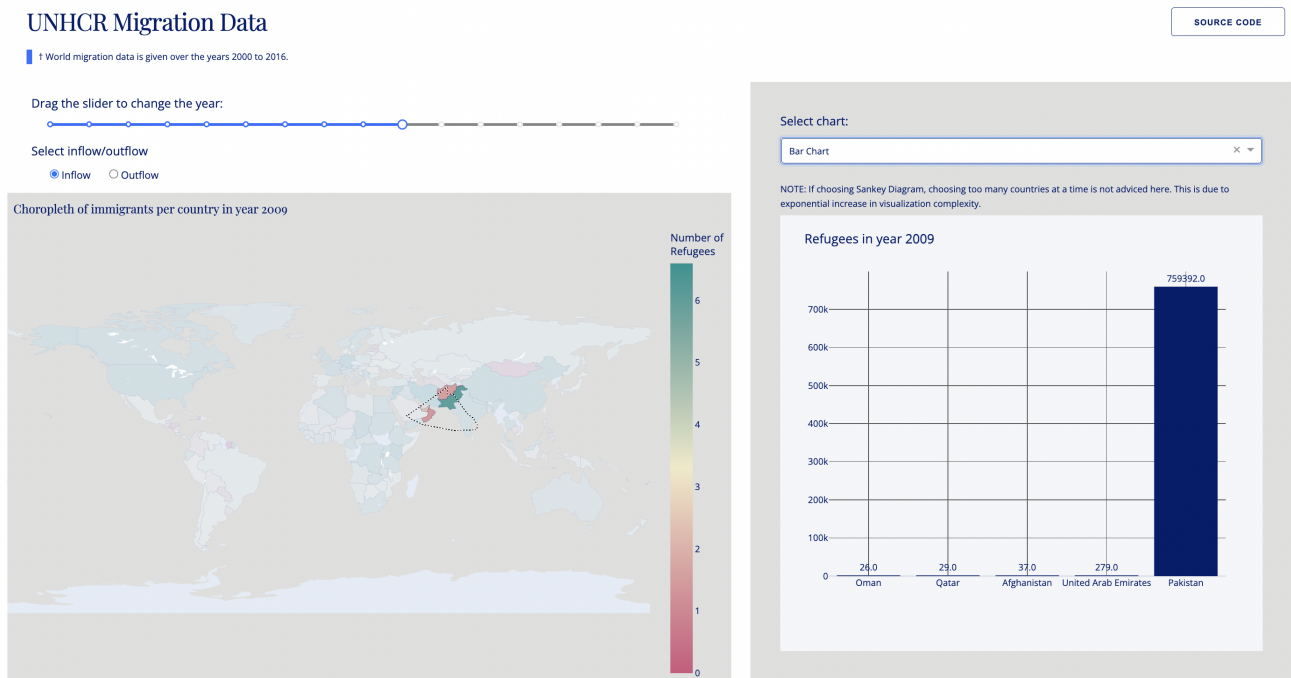 UNHCR Migration Data
SOURCE CODE
† World migration data is given over the years 2000 to 2016.
Drag the slider to change the year:
Select inflow/outflow
Inflow
Outflow
Choropleth of immigrants per country in year 2009
Number of
Refugees
6
5
4
3
2
1
0
Select chart:
Bar Chart
NOTE: If choosing Sankey Diagram, choosing too many countries at a time is not adviced here. This is due to
exponential increase in visualization complexity.
Refugees in year 2009
759392.0
700k
600k
500k
400k
300k
200k
100k
0
26.0
29.0
37.0
279.0
Oman
Qatar
Afghanistan
United Arab Emirates
Pakistan